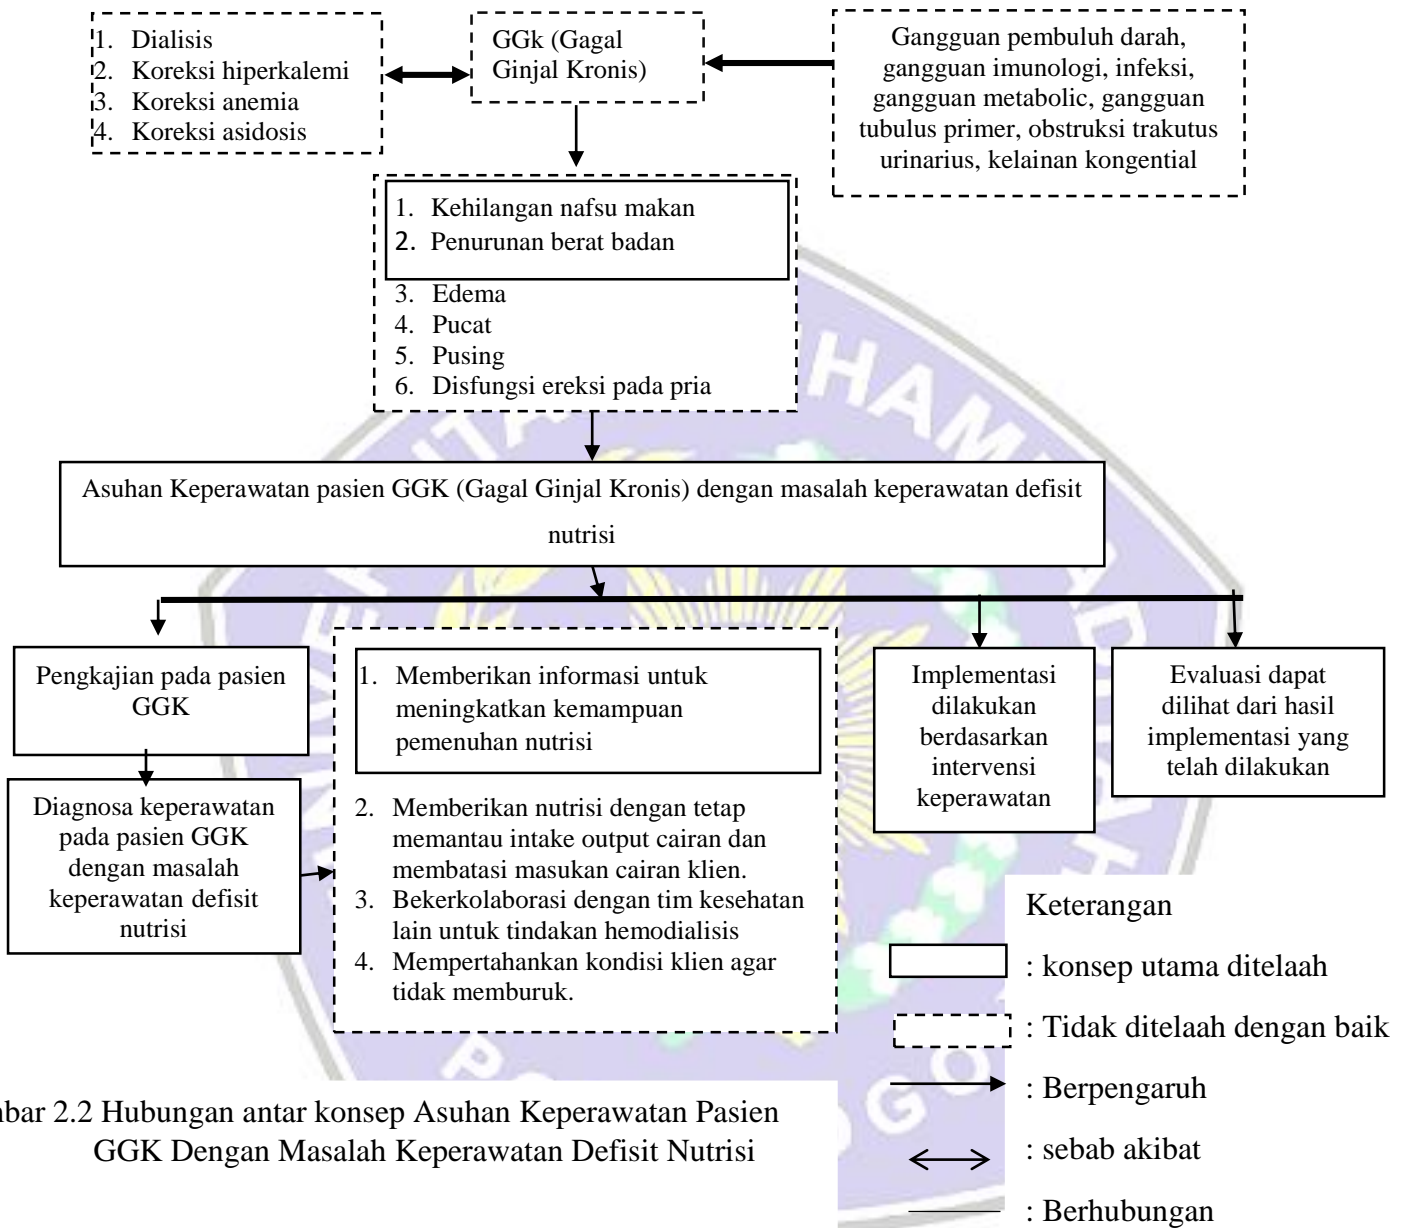 1. Dialisis
2. Koreksi hiperkalemi
3. Koreksi anemia
4. Koreksi asidosis
GGk (Gagal
Ginjal Kronis)
Gangguan pembuluh darah,
gangguan imunologi, infeksi,
gangguan metabolic, gangguan
tubulus primer, obstruksi trakutus
urinarius, kelainan kongential
1. Kehilangan nafsu makan
2. Penurunan berat badan
3. Edema
4. Pucat
5. Pusing
6. Disfungsi ereksi pada pria
Asuhan Keperawatan pasien GGK (Gagal Ginjal Kronis) dengan masalah keperawatan defisit
nutrisi
Pengkajian pada pasien
GGK
Diagnosa keperawatan
pada pasien GGK
dengan masalah
keperawatan defisit
nutrisi
1. Memberikan informasi untuk
meningkatkan kemampuan
pemenuhan nutrisi
2. Memberikan nutrisi dengan tetap
memantau intake output cairan dan
membatasi masukan cairan klien.
3. Bekerkolaborasi dengan tim kesehatan
lain untuk tindakan hemodialisis
4. Mempertahankan kondisi klien agar
tidak memburuk.
Implementasi
dilakukan
berdasarkan
intervensi
keperawatan
Evaluasi dapat
dilihat dari hasil
implementasi yang
telah dilakukan
Keterangan
: konsep utama ditelaah
: Tidak ditelaah dengan baik
: Berpengaruh
: sebab akibat
: Berhubungan
mbar 2.2 Hubungan antar konsep Asuhan Keperawatan Pasien
GGK Dengan Masalah Keperawatan Defisit Nutrisi